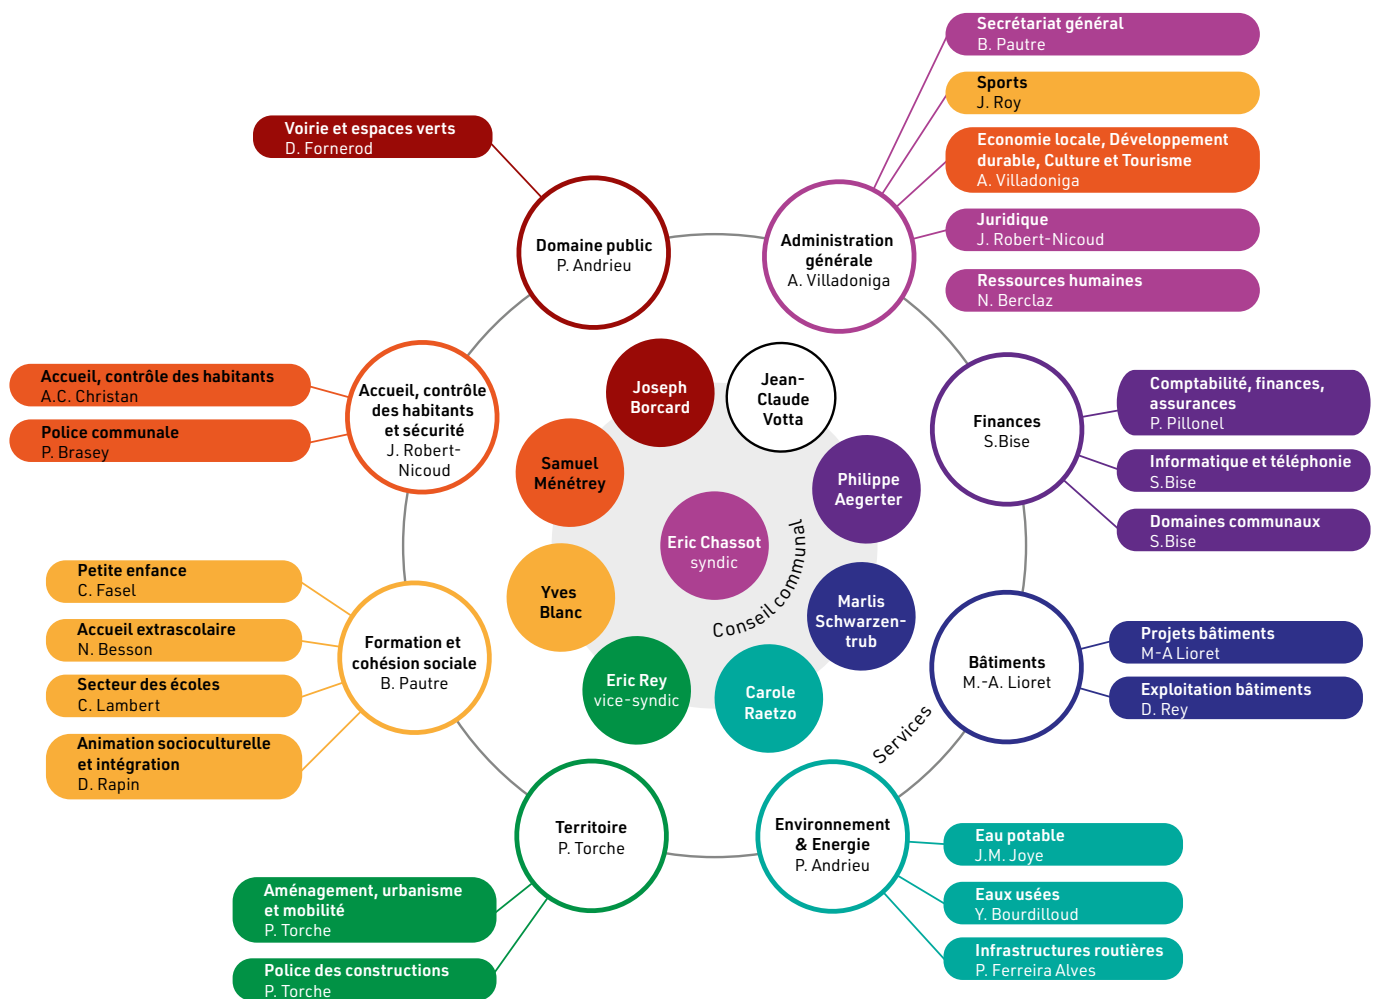 Secrétariat général
B. Pautre
Sports
J. Roy
Economie locale, Développement
durable, Culture et Tourisme
A. Villadoniga
Juridique
J. Robert-Nicoud
Ressources humaines
N. Berclaz
Voirie et espaces verts
D. Fornerod
Domaine public
P. Andrieu
Administration
générale
A. Villadoniga
Accueil, contrôle des habitants
A.C. Christan
Police communale
P. Brasey
Accueil, contrôle
des habitants
et sécurité
J. Robert-
Nicoud
Joseph
Borcard
Jean-
Claude
Votta
Finances
S.Bise
Comptabilité, finances,
assurances
P. Pillonel
Informatique et téléphonie
S.Bise
Domaines communaux
S.Bise
Samuel
Ménétrey
Philippe
Aegerter
Eric Chassot
syndic
Conseil communal
Yves
Blanc
Marlis
Schwarzen-
trub
Eric Rey
vice-syndic
Carole
Raetzo
Petite enfance
C. Fasel
Accueil extrascolaire
N. Besson
Secteur des écoles
C. Lambert
Animation socioculturelle
et intégration
D. Rapin
Formation et
cohésion sociale
B. Pautre
Bâtiments
M.-A. Lioret
Projets bâtiments
M-A Lioret
Exploitation bâtiments
D. Rey
Services
Territoire
P. Torche
Environnement
& Energie
P. Andrieu
Aménagement, urbanisme
et mobilité
P. Torche
Police des constructions
P. Torche
Eau potable
J.M. Joye
Eaux usées
Y. Bourdilloud
Infrastructures routières
P. Ferreira Alves